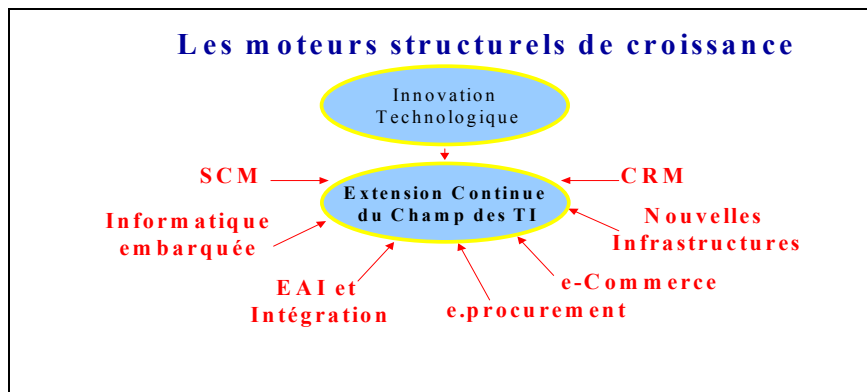 Les moteurs structurels de croissance
Innovation
Technologique
SCM
CRM
Extension Continue
du Champ des TI
Informatique
embarquée
Nouvelles
Infrastructures
EAI et
Intégration
e.procurement
e-Commerce